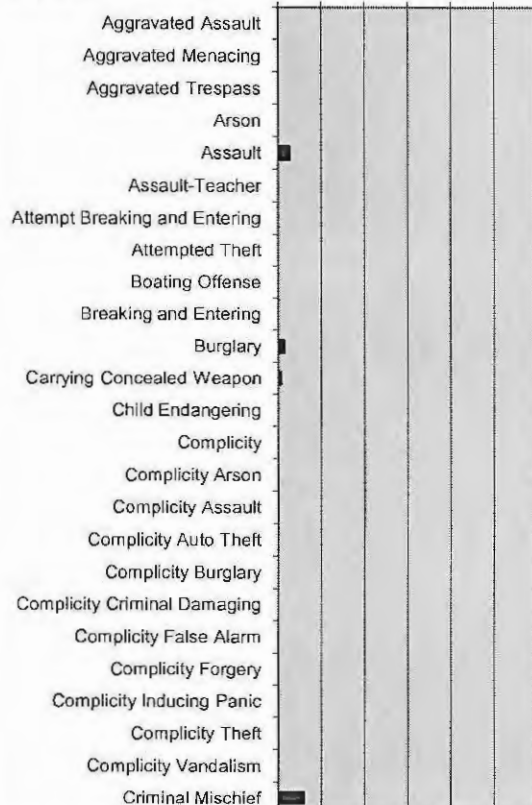 Aggravated Assault
Aggravated Menacing
Aggravated Trespass
Arson
Assault
Assault-Teacher
Attempt Breaking and Entering
Attempted Theft
Boating Offense
Breaking and Entering
Burglary
Carrying Concealed Weapon
Child Endangering
Complicity
Complicity Arson
Complicity Assault
Complicity Auto Theft
Complicity Burglary
Complicity Criminal Damaging
Complicity False Alarm
Complicity Forgery
Complicity Inducing Panic
Complicity Theft
Complicity Vandalism
Criminal Mischief